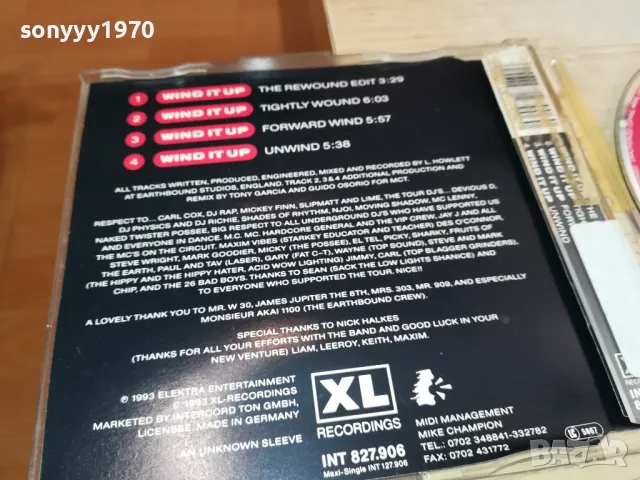 sonyyy1970
1 WIND IT UP THE REWOUND EDIT 3:29
2 WIND IT UP TIGHTLY WOUND 6:03
3 WIND IT UP FORWARD WIND 5:57
4 WIND IT UP UNWIND 5:38
ALL TRACKS WRITTEN, PRODUCED, ENGINEERED, MIXED AND RECORDED BY L. HOWLETT
AT EARTHBOUND STUDIOS, ENGLAND. TRACK 2, 3 & 4 ADDITIONAL PRODUCTION AND
REMIX BY TONY GARCIA AND GUIDO OSORIO FOR MCT.
RESPECT TO... CARL COX, DJ RAP, MICKEY FINN, SLIPMATT AND LIME, THE TOUR DJ'S... DEVIOUS D,
DJ PHYSICS AND DJ RICHIE. SHADES OF RHYTHM, NJOI, MOVING SHADOW, MC LENNY,
NAKED TWISTER POSSEE, BIG RESPECT TO ALL UNDERGROUND DJ'S WHO HAVE SUPPORTED US
AND EVERYONE IN DANCE. M.C. MC. HARDCORE GENERAL AND THE VIP CREW, JAY J AND ALL
THE MC'S ON THE CIRCUIT. MAXIM VIBES (STARKEY EDUCATOR AND TEACHER) DES O'CONNOR,
STEVE WRIGHT, MARK GOODIER, MICKY (THE POSSEE), EL TEL, PICKY, SHARKY, FRUITS OF
THE EARTH, PAUL AND TAV (LASER), GARY (FAT C-T), WAYNE (TOP SOUND), STEVE AND MARK
(THE HIPPY AND THE HIPPY HATER, ACID WOW LIGHTING) JIMMY, CARL (TOP BLAGGER GRINDERS),
CHIP, AND THE 26 BAD BOYS. THANKS TO SEAN (SACK THE LOW LIGHTS SHANICE) AND
TO EVERYONE WHO SUPPORTED THE TOUR. NICE!!
A LOVELY THANK YOU TO MR. W 30, JAMES JUPITER THE 8TH, MRS. 303, MR. 909, AND ESPECIALLY
MONSIEUR AKAI 1100 (THE EARTHBOUND CREW).
SPECIAL THANKS TO NICK HALKES
(THANKS FOR ALL YOUR EFFORTS WITH THE BAND AND GOOD LUCK IN YOUR
NEW VENTURE) LIAM, LEEROY, KEITH, MAXIM.
℗ 1993 ELEKTRA ENTERTAINMENT
© 1993 XL-RECORDINGS
MARKETED BY INTERCORD TON GMBH,
LICENSEE. MADE IN GERMANY
AN UNKNOWN SLEEVE
XL
RECORDINGS
INT 827.906
Maxi-Single INT 127.906
MIDI MANAGEMENT
MIKE CHAMPION
TEL: 0702 348841-332782
FAX: 0702 431772
LC 5667
WIND IT UP
WIND IT UP
WIND IT UP
WIND IT UP UNWIND
bazar